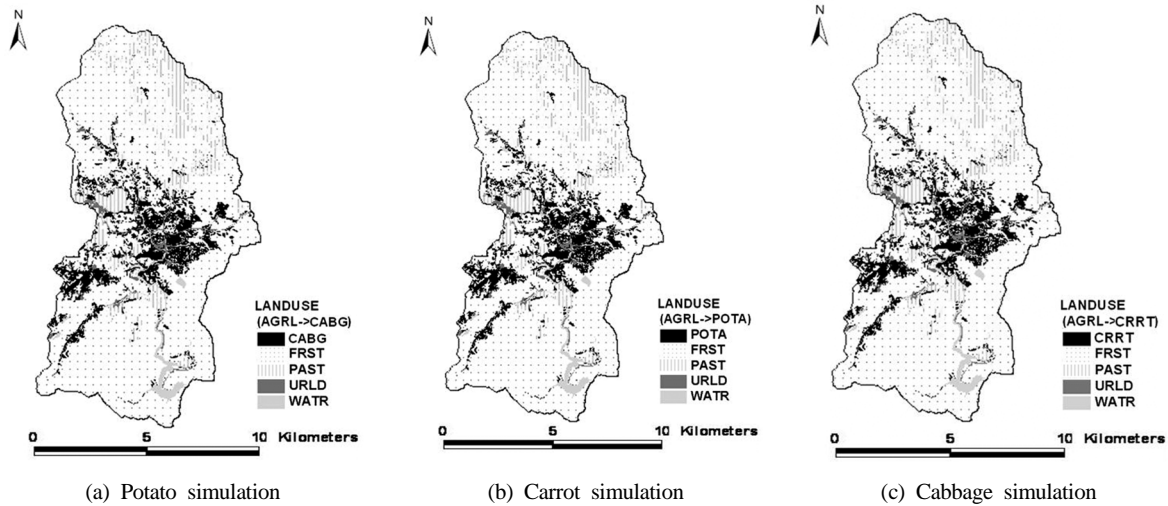 N
LANDUSE
(AGRL->CABG)
CABG
FRST
PAST
URLD
WATR
0 5 10 Kilometers
(a) Potato simulation
N
LANDUSE
(AGRL->POTA)
POTA
FRST
PAST
URLD
WATR
0 5 10 Kilometers
(b) Carrot simulation
N
LANDUSE
(AGRL->CRRT)
CRRT
FRST
PAST
URLD
WATR
0 5 10 Kilometers
(c) Cabbage simulation